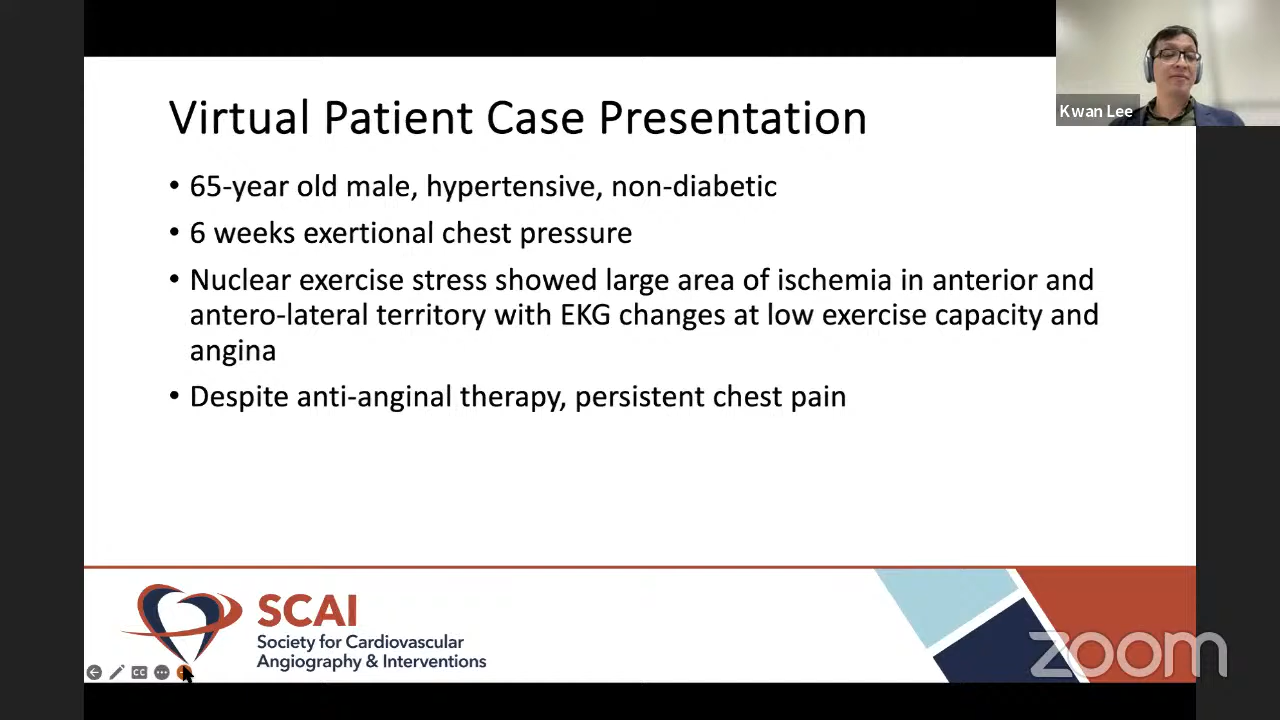 Virtual Patient Case Presentation
Kwan Lee
• 65-year old male, hypertensive, non-diabetic
• 6 weeks exertional chest pressure
• Nuclear exercise stress showed large area of ischemia in anterior and
antero-lateral territory with EKG changes at low exercise capacity and
angina
• Despite anti-anginal therapy, persistent chest pain
SCAI
Society for Cardiovascular
Angiography & Interventions
CC
zoom